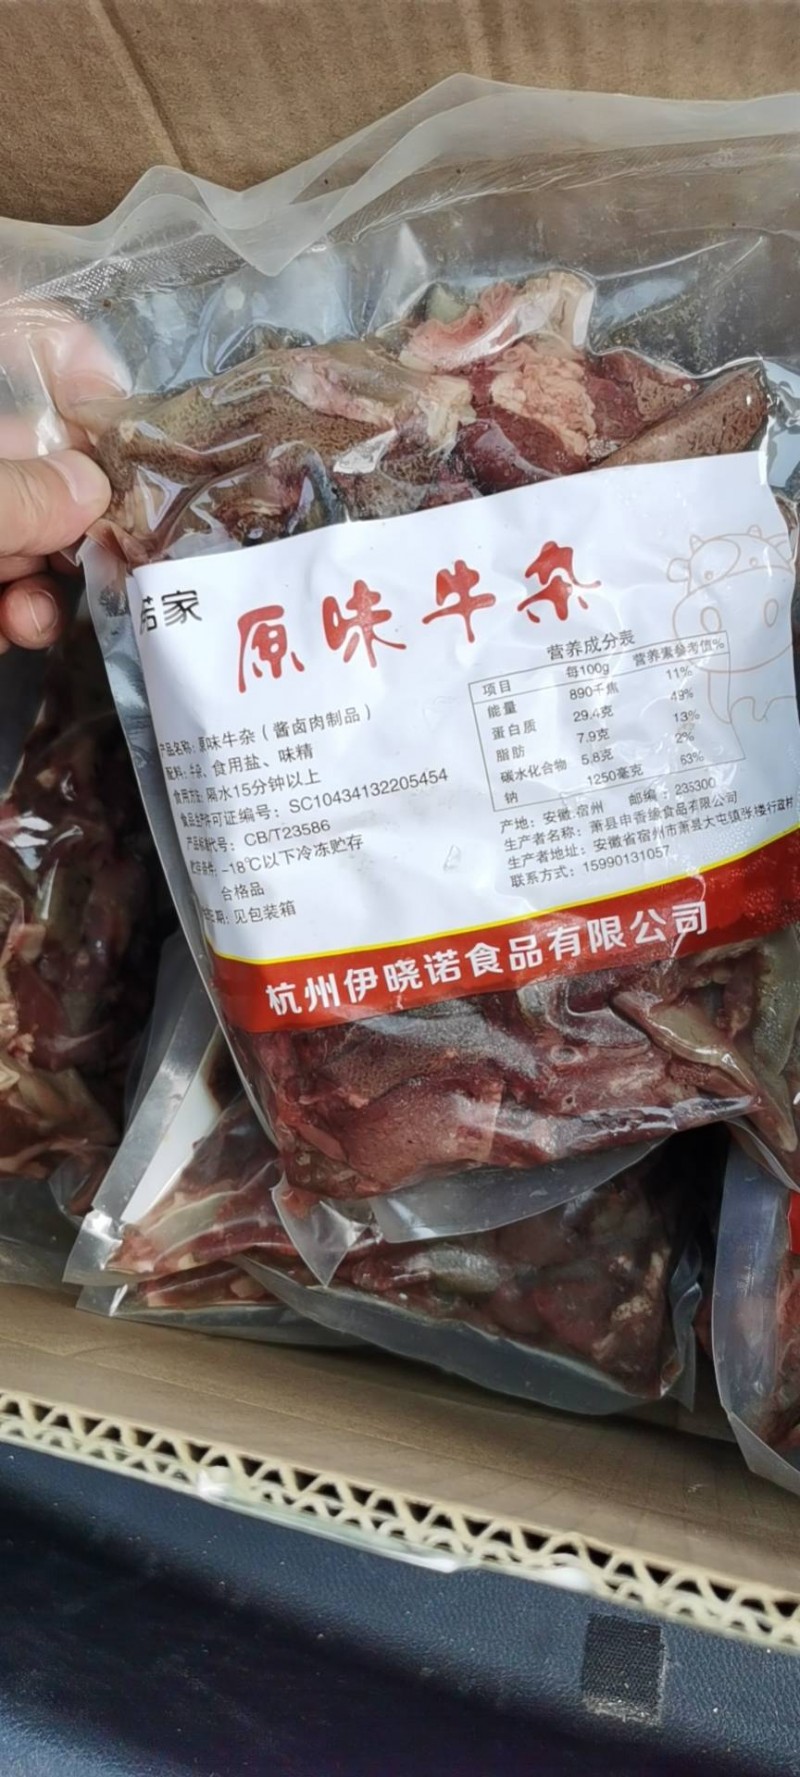 诺家
原味牛杂
产品名称：原味牛杂（酱卤肉制品）
配料：牛杂、食用盐、味精
食用方法：隔水15分钟以上
食品生产许可证编号：SC10434132205454
产品标准代号：CB/T23586
贮存条件：-18℃以下冷冻贮存
合格品
见包装箱
营养成分表
项目 每100g 营养素参考值%
能量 890千焦 11%
蛋白质 29.4克 49%
脂肪 7.9克 13%
碳水化合物 5.8克 2%
钠 1250毫克 63%
产地：安徽.宿州 邮编：235300
生产者名称：萧县申香缘食品有限公司
生产者地址：安徽省宿州市萧县大屯镇张楼行政村
联系方式：15990131057
杭州伊晓诺食品有限公司